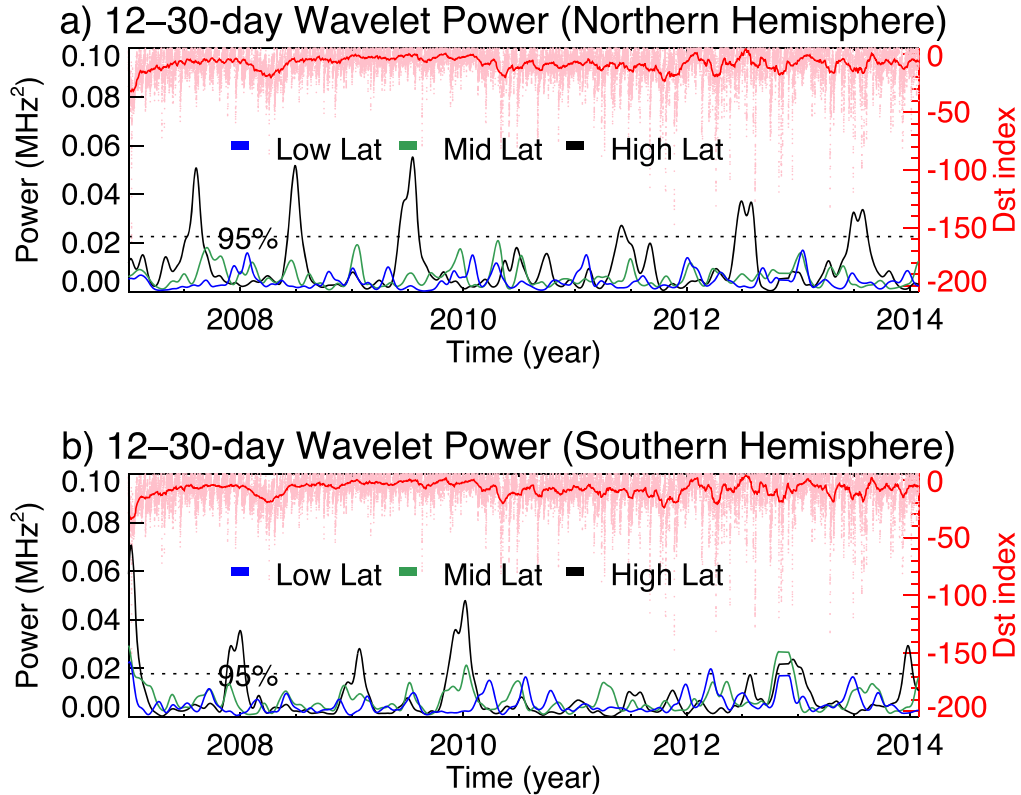 a) 12–30-day Wavelet Power (Northern Hemisphere)
0.10
0.08
0.06
0.04
0.02
0.00
Power (MHz²)
Low Lat Mid Lat High Lat
95%
0
-50
-100
-150
-200
Dst index
2008 2010 2012 2014
Time (year)
b) 12–30-day Wavelet Power (Southern Hemisphere)
0.10
0.08
0.06
0.04
0.02
0.00
Power (MHz²)
Low Lat Mid Lat High Lat
95%
0
-50
-100
-150
-200
Dst index
2008 2010 2012 2014
Time (year)